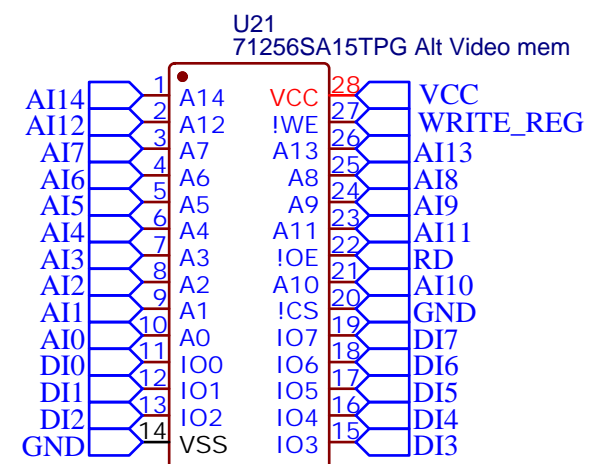 U21
71256SA15TPG Alt Video mem
AI14 1 A14 VCC 28 VCC
AI12 2 A12 !WE 27 WRITE_REG
AI7 3 A7 A13 26 AI13
AI6 4 A6 A8 25 AI8
AI5 5 A5 A9 24 AI9
AI4 6 A4 A11 23 AI11
AI3 7 A3 !OE 22 RD
AI2 8 A2 A10 21 AI10
AI1 9 A1 !CS 20 GND
AI0 10 A0 IO7 19 DI7
DI0 11 IO0 IO6 18 DI6
DI1 12 IO1 IO5 17 DI5
DI2 13 IO2 IO4 16 DI4
GND 14 VSS IO3 15 DI3